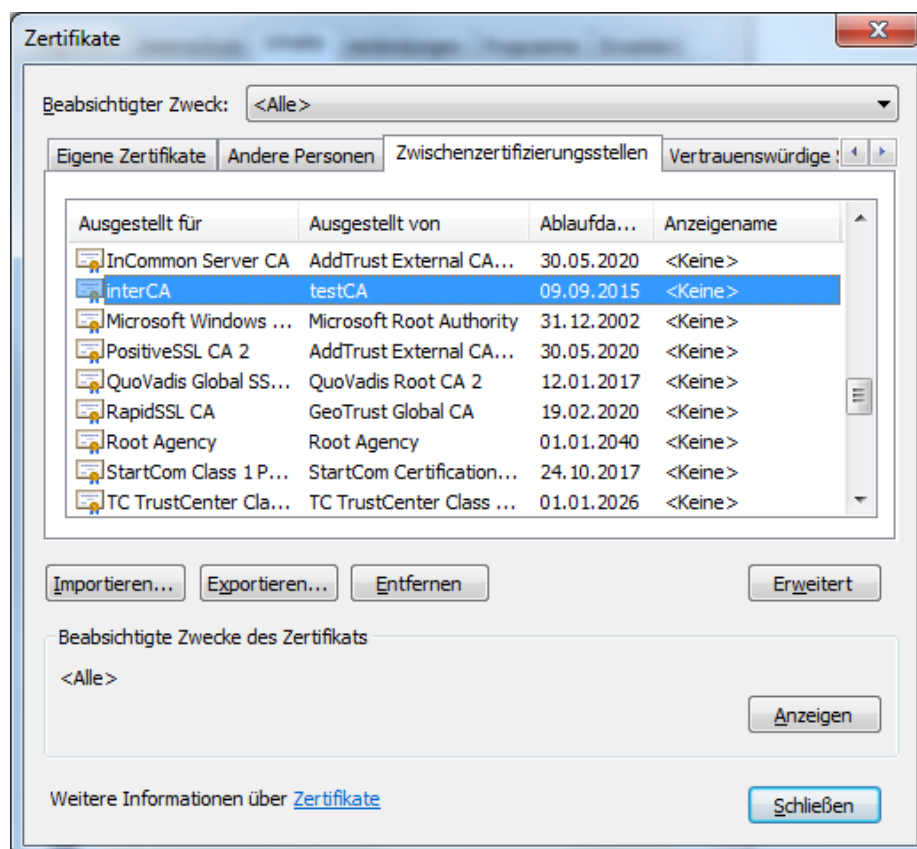 Zertifikate
Beabsichtigter Zweck: <Alle>
Eigene Zertifikate Andere Personen Zwischenzertifizierungsstellen Vertrauenswürdige
Ausgestellt für Ausgestellt von Ablaufda... Anzeigename
InCommon Server CA AddTrust External CA... 30.05.2020 <Keine>
interCA testCA 09.09.2015 <Keine>
Microsoft Windows ... Microsoft Root Authority 31.12.2002 <Keine>
PositiveSSL CA 2 AddTrust External CA... 30.05.2020 <Keine>
QuoVadis Global SS... QuoVadis Root CA 2 12.01.2017 <Keine>
RapidSSL CA GeoTrust Global CA 19.02.2020 <Keine>
Root Agency Root Agency 01.01.2040 <Keine>
StartCom Class 1 P... StartCom Certification... 24.10.2017 <Keine>
TC TrustCenter Cla... TC TrustCenter Class ... 01.01.2026 <Keine>
Importieren... Exportieren... Entfernen Erweitert
Beabsichtigte Zwecke des Zertifikats
<Alle>
Anzeigen
Weitere Informationen über Zertifikate
Schließen